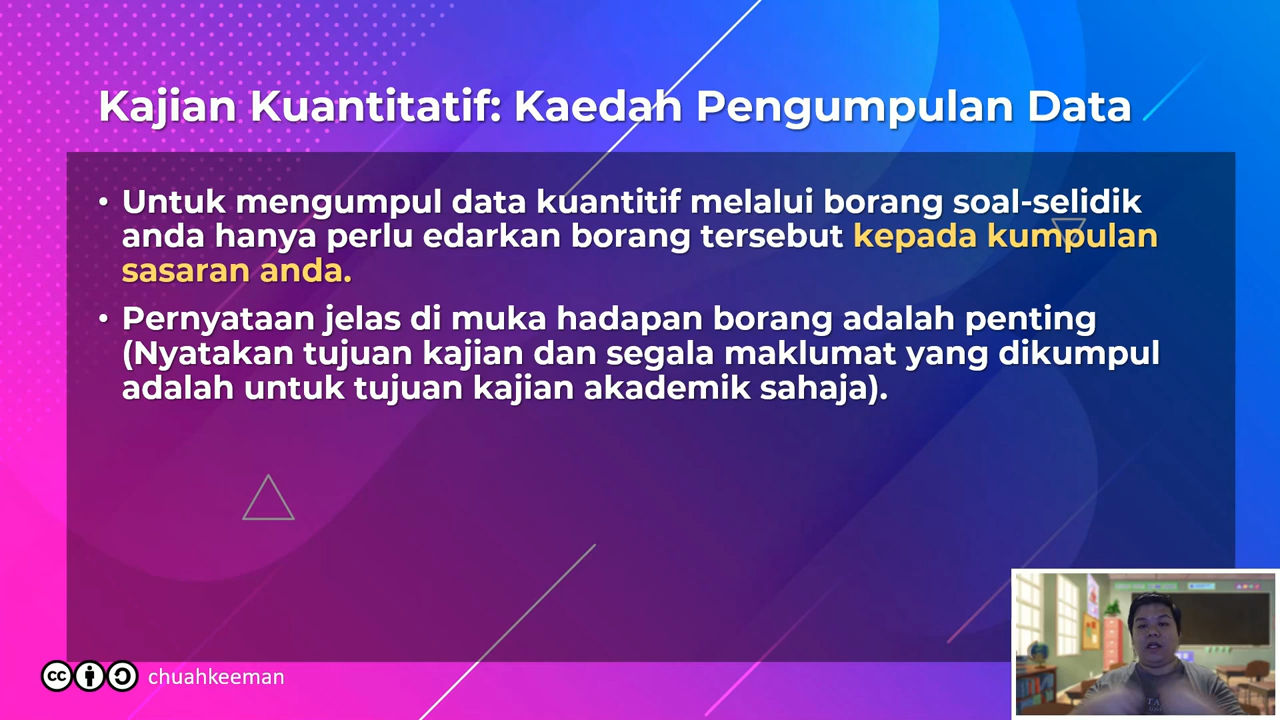 Kajian Kuantitatif: Kaedah Pengumpulan Data
• Untuk mengumpul data kuantitif melalui borang soal-selidik
anda hanya perlu edarkan borang tersebut kepada kumpulan
sasaran anda.
• Pernyataan jelas di muka hadapan borang adalah penting
(Nyatakan tujuan kajian dan segala maklumat yang dikumpul
adalah untuk tujuan kajian akademik sahaja).
cc chuahkeeman